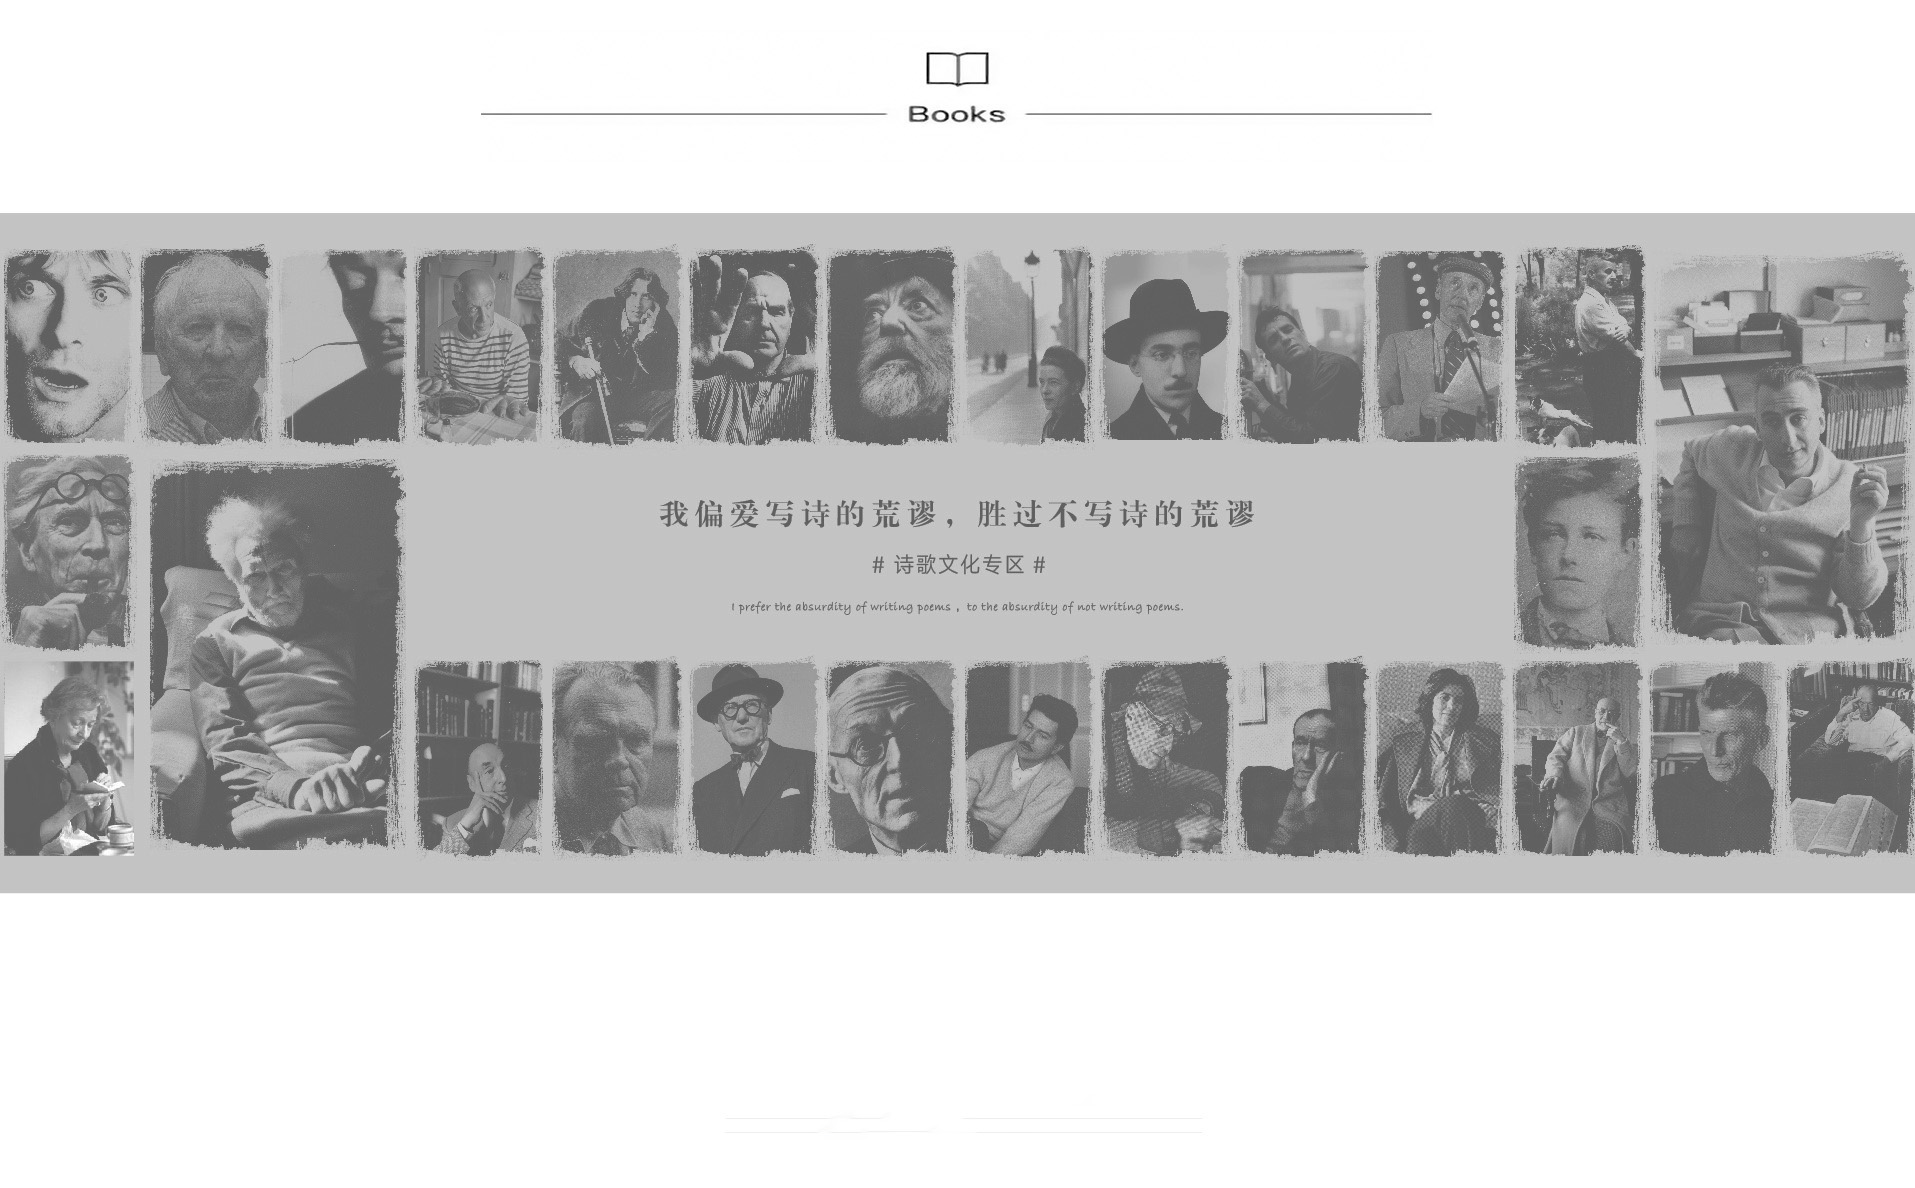 Books
我偏爱写诗的荒谬，胜过不写诗的荒谬
# 诗歌文化专区 #
I prefer the absurdity of writing poems , to the absurdity of not writing poems.